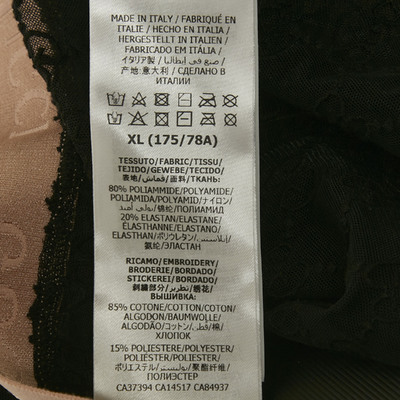 MADE IN ITALY / FABRIQUÉ EN
ITALIE / HECHO EN ITALIA /
HERGESTELLT IN ITALIEN /
FABRICADO EM ITÁLIA /
イタリア製 / صنع في إيطاليا /
产地:意大利 / СДЕЛАНО В
ИТАЛИИ
XL (175/78A)
TESSUTO/FABRIC/TISSU/
TEJIDO/GEWEBE/TECIDO/
表地/قماش/面料/ТКАНЬ:
80% POLIAMMIDE/POLYAMIDE/
POLIAMIDA/POLYAMID/ナイロン/
锦纶/ПОЛИАМИД/بولي أميد
20% ELASTAN/ELASTANE/
ÉLASTHANNE/ELASTANO/
ELASTHAN/ポリウレタン/إيلاستين/
氨纶/ЭЛАСТАН
RICAMO/EMBROIDERY/
BRODERIE/BORDADO/
STICKEREI/BORDADO/
刺繍部分/تطريز/绣花/
ВЫШИВКА:
85% COTONE/COTTON/COTON/
ALGODON/BAUMWOLLE/
ALGODÃO/コットン/قطن/棉/
ХЛОПОК
15% POLIESTERE/POLYESTER/
POLIÉSTER/POLYESTER/
POLIÉSTER/
ポリエステル/بوليستر/聚酯纤维/
ПОЛИЭСТЕР
CA37394 CA14517 CA84937